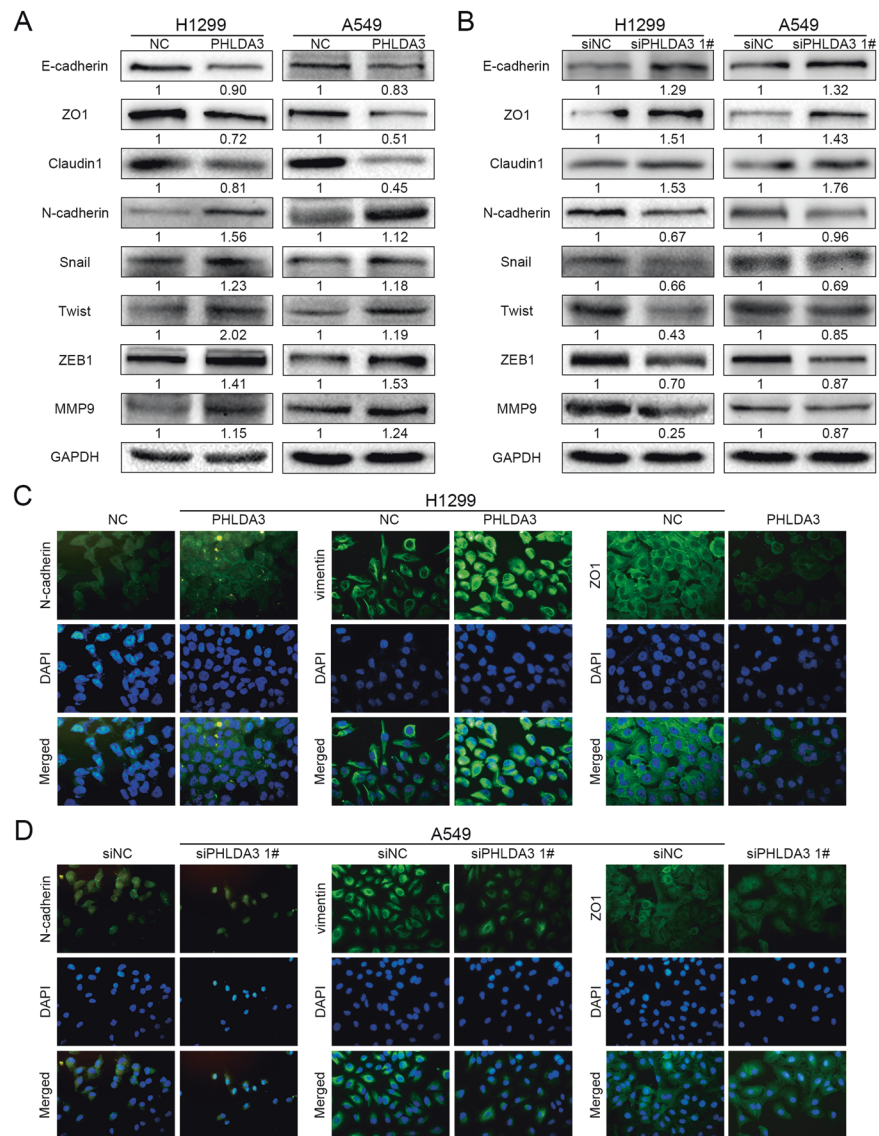 A
H1299 A549
NC PHLDA3 NC PHLDA3
E-cadherin
1 0.90 1 0.83
ZO1
1 0.72 1 0.51
Claudin1
1 0.81 1 0.45
N-cadherin
1 1.56 1 1.12
Snail
1 1.23 1 1.18
Twist
1 2.02 1 1.19
ZEB1
1 1.41 1 1.53
MMP9
1 1.15 1 1.24
GAPDH
B
H1299 A549
siNC siPHLDA3 1# siNC siPHLDA3 1#
E-cadherin
1 1.29 1 1.32
ZO1
1 1.51 1 1.43
Claudin1
1 1.53 1 1.76
N-cadherin
1 0.67 1 0.96
Snail
1 0.66 1 0.69
Twist
1 0.43 1 0.85
ZEB1
1 0.70 1 0.87
MMP9
1 0.25 1 0.87
GAPDH
C
H1299
NC PHLDA3 NC PHLDA3 NC PHLDA3
N-cadherin vimentin ZO1
DAPI DAPI DAPI
Merged Merged Merged
D
A549
siNC siPHLDA3 1# siNC siPHLDA3 1# siNC siPHLDA3 1#
N-cadherin vimentin ZO1
DAPI DAPI DAPI
Merged Merged Merged